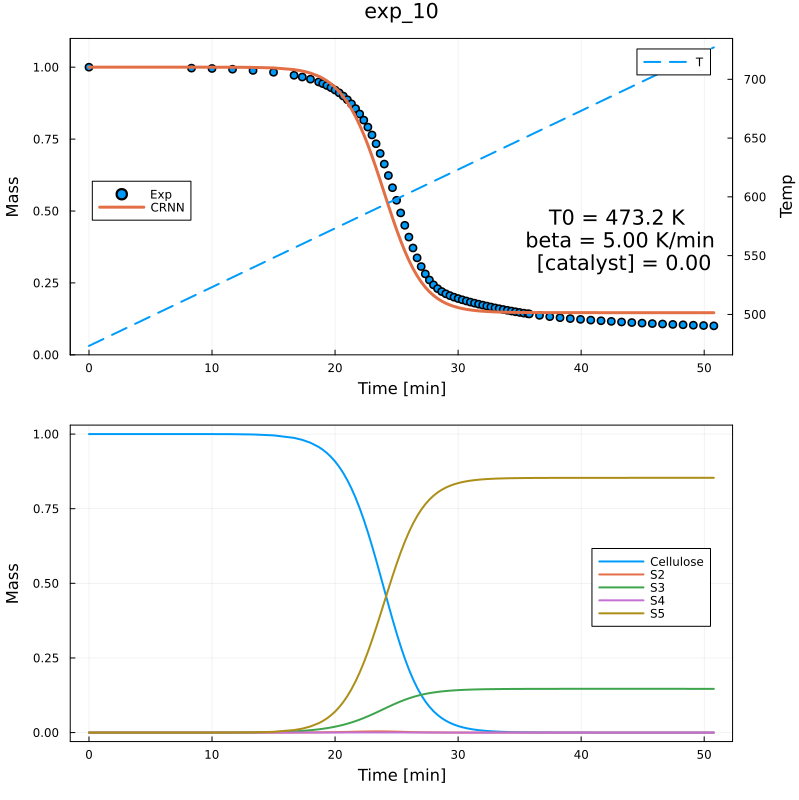 exp_10
T
1.00
0.75
0.50
0.25
0.00
Mass
Exp
CRNN
700
650
600
550
500
Temp
T0 = 473.2 K
beta = 5.00 K/min
[catalyst] = 0.00
0 10 20 30 40 50
Time [min]
1.00
0.75
0.50
0.25
0.00
Mass
Cellulose
S2
S3
S4
S5
0 10 20 30 40 50
Time [min]